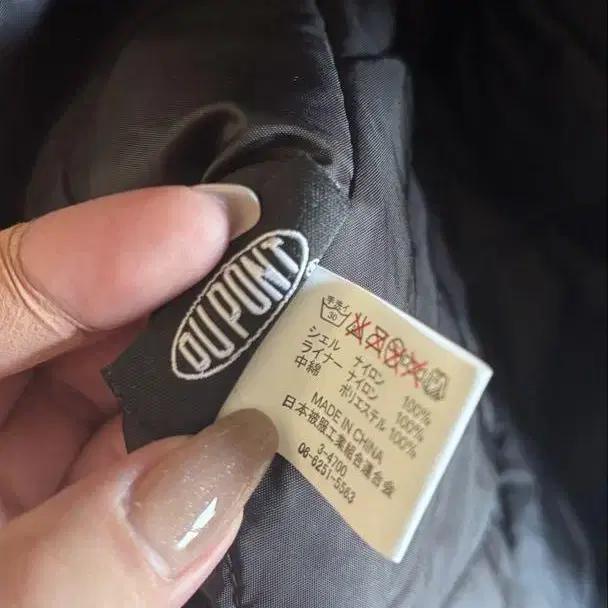 DUPONT
手洗イ
30
シェル ナイロン 100%
ライナー ナイロン 100%
中綿 ポリエステル 100%
MADE IN CHINA
日本被服工業組合連合会
3-4700
06-6251-5563